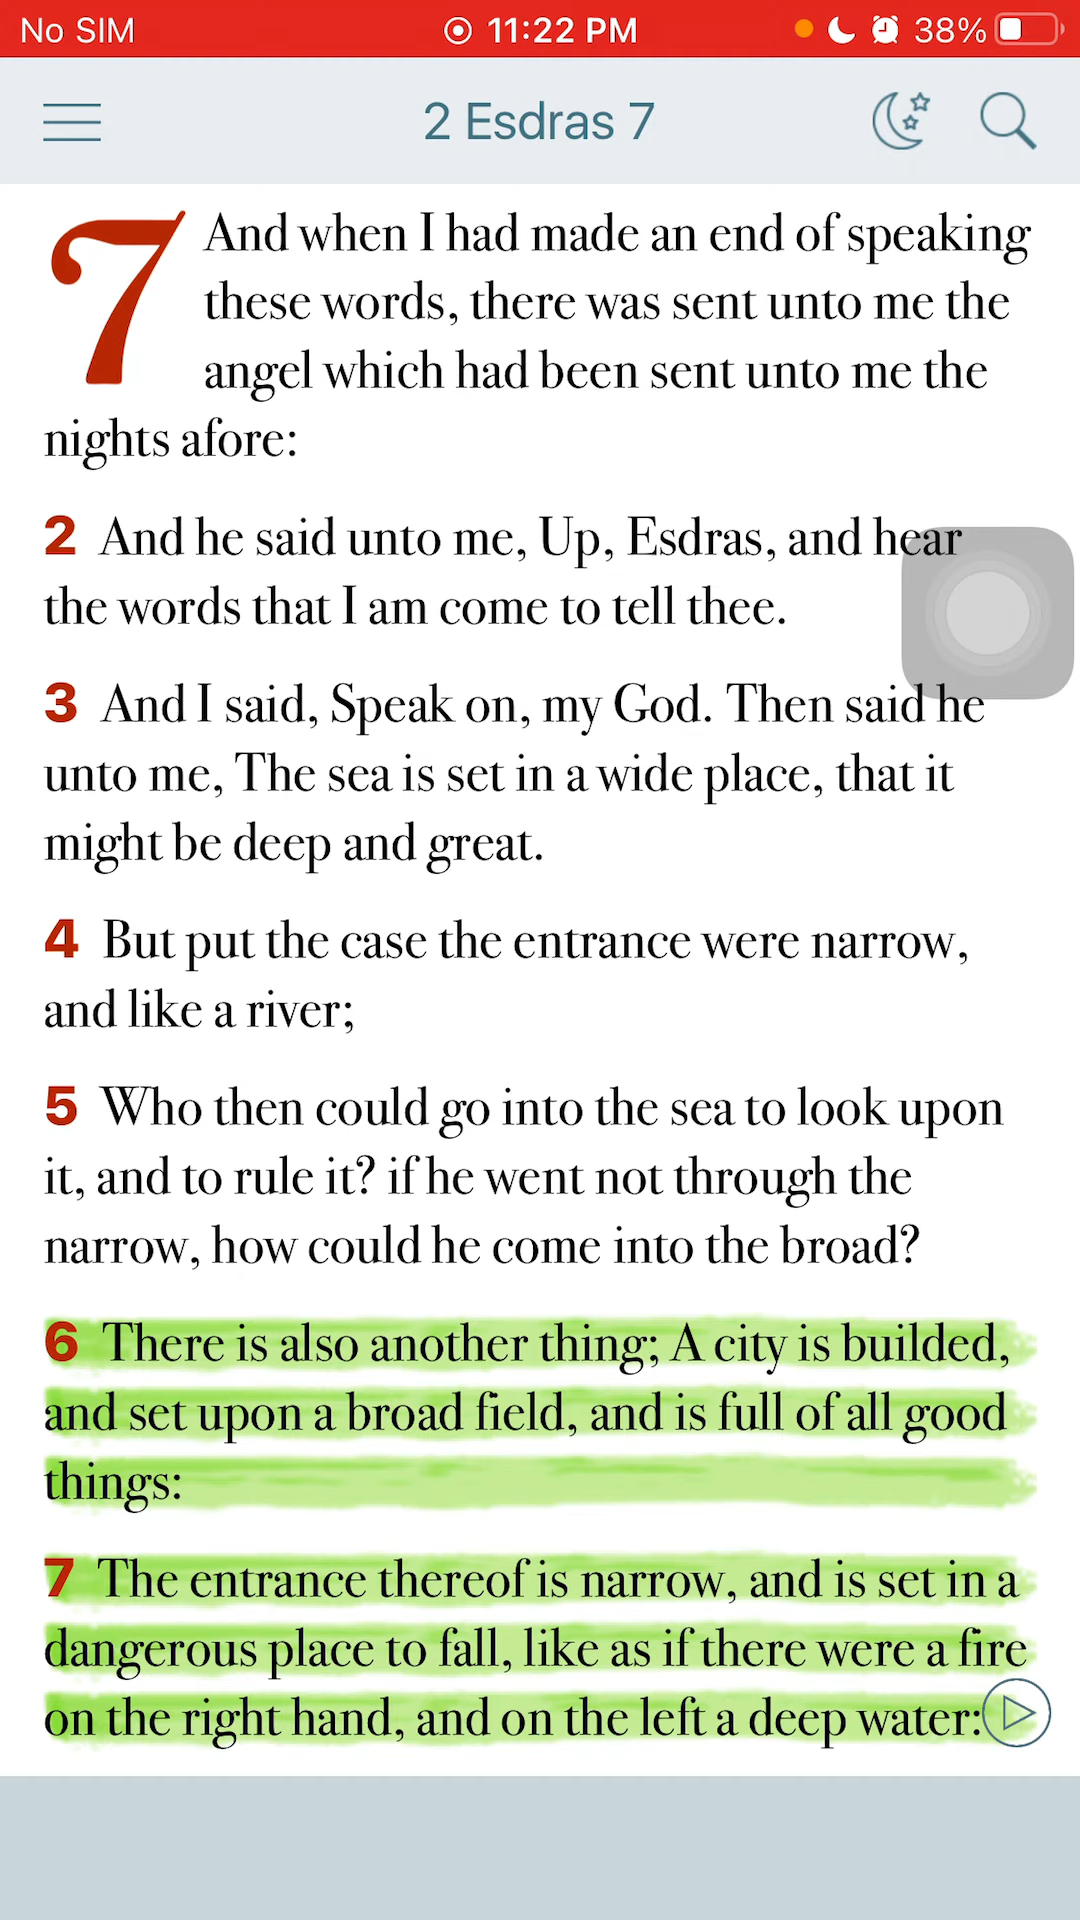 No SIM 11:22 PM 38%
2 Esdras 7
7 And when I had made an end of speaking
these words, there was sent unto me the
angel which had been sent unto me the
nights afore:
2 And he said unto me, Up, Esdras, and hear
the words that I am come to tell thee.
3 And I said, Speak on, my God. Then said he
unto me, The sea is set in a wide place, that it
might be deep and great.
4 But put the case the entrance were narrow,
and like a river;
5 Who then could go into the sea to look upon
it, and to rule it? if he went not through the
narrow, how could he come into the broad?
6 There is also another thing; A city is builded,
and set upon a broad field, and is full of all good
things:
7 The entrance thereof is narrow, and is set in a
dangerous place to fall, like as if there were a fire
on the right hand, and on the left a deep water: